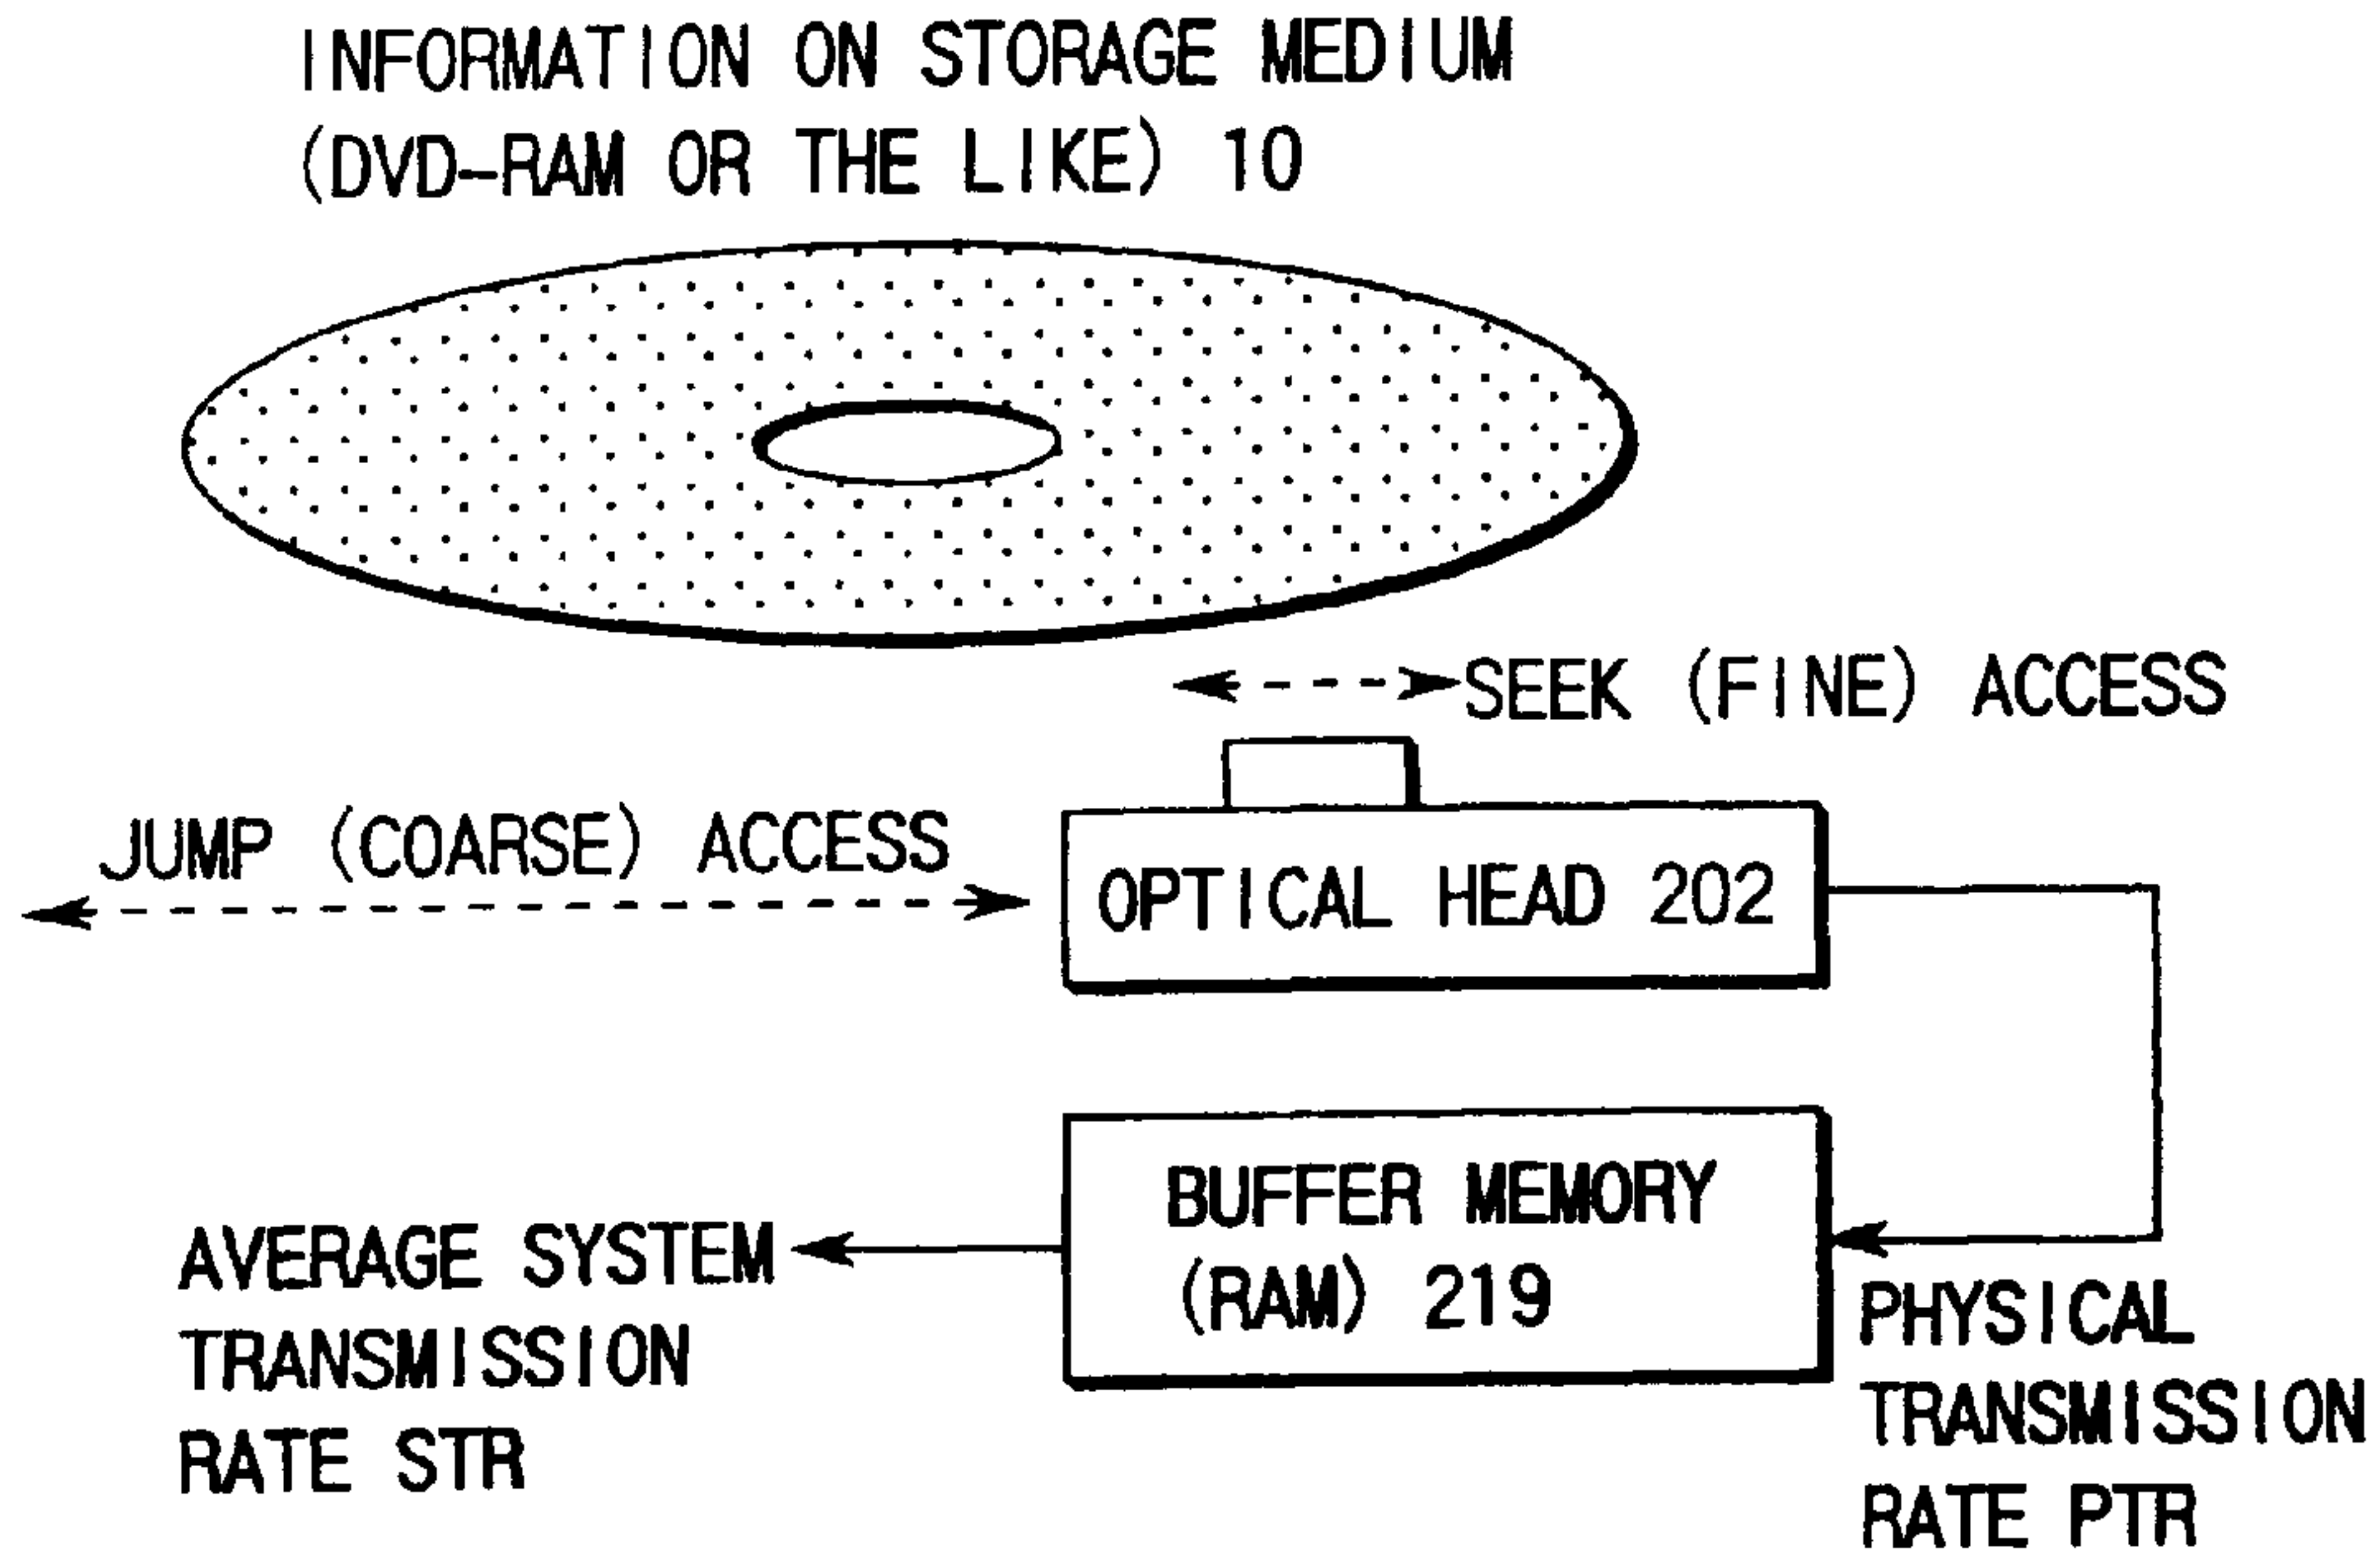 INFORMATION ON STORAGE MEDIUM
(DVD-RAM OR THE LIKE) 10
SEEK (FINE) ACCESS
JUMP (COARSE) ACCESS
OPTICAL HEAD 202
BUFFER MEMORY
(RAM) 219
AVERAGE SYSTEM
TRANSMISSION
RATE STR
PHYSICAL
TRANSMISSION
RATE PTR